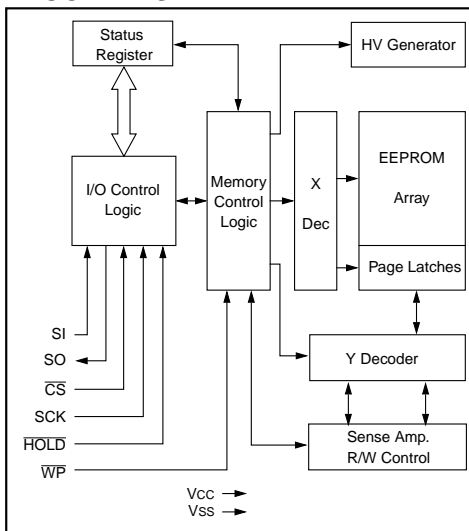 Status
Register
HV Generator
I/O Control
Logic
Memory
Control
Logic
X
Dec
EEPROM
Array
Page Latches
Y Decoder
Sense Amp.
R/W Control
SI
SO
CS
SCK
HOLD
WP
VCC
VSS